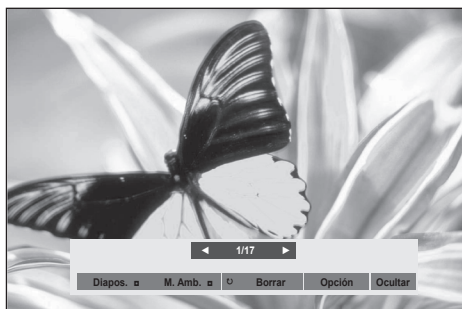 ◄ 1/17 ►
Diapos. ◘ M. Amb. ◘ ↻ Borrar Opción Ocultar